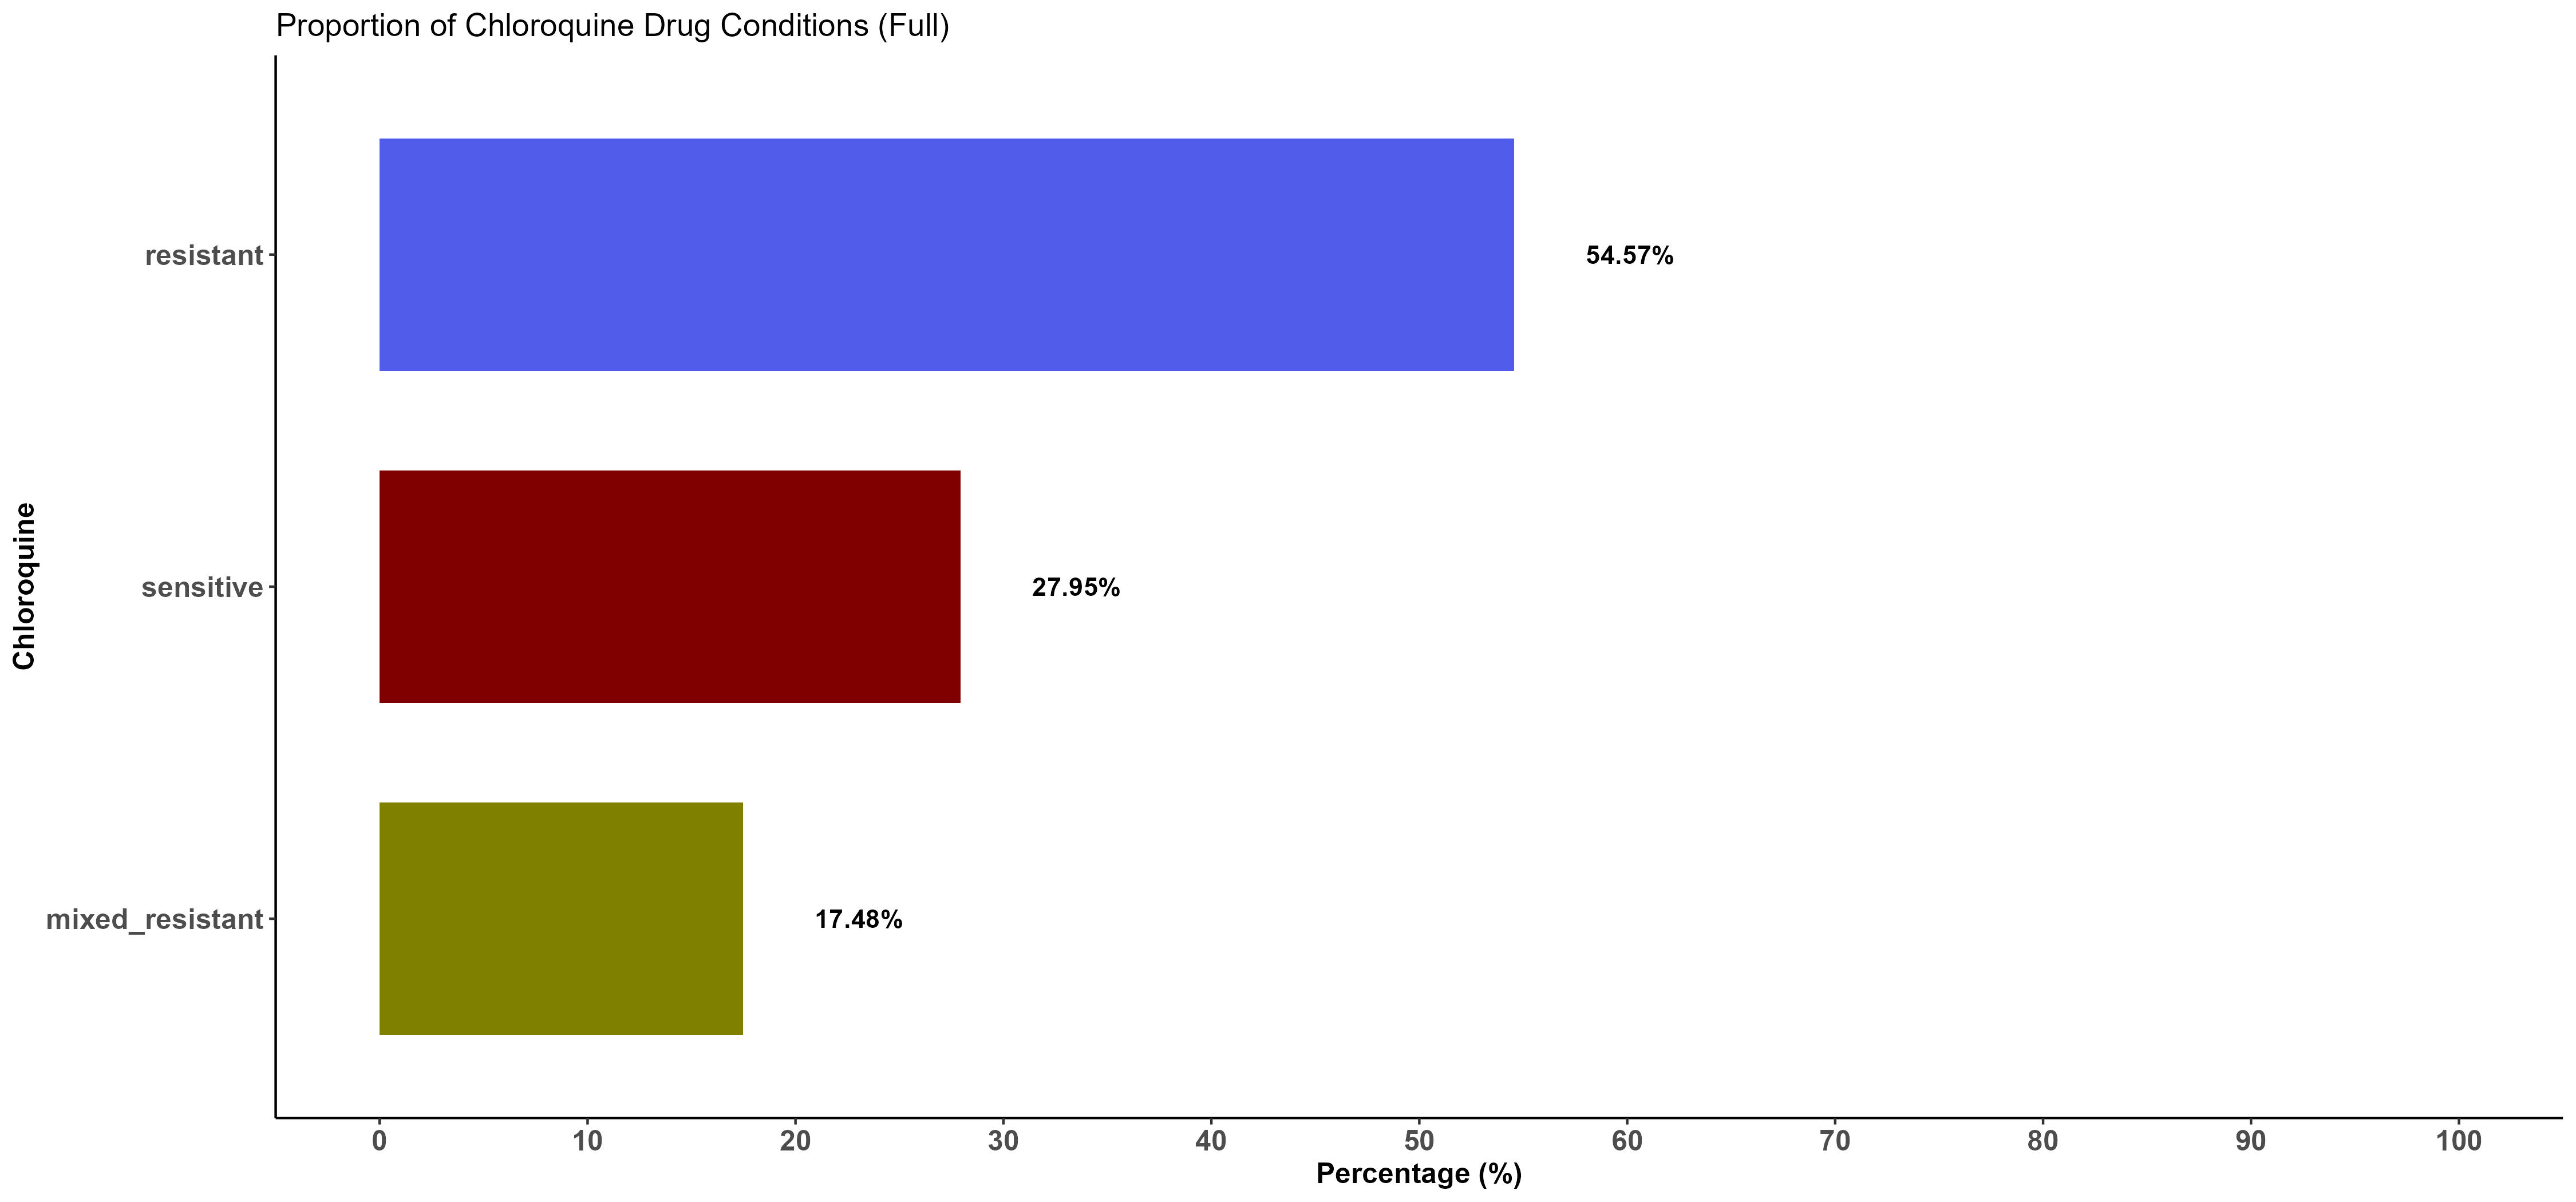 Proportion of Chloroquine Drug Conditions (Full)
resistant
54.57%
sensitive
27.95%
mixed_resistant
17.48%
Chloroquine
0 10 20 30 40 50 60 70 80 90 100
Percentage (%)